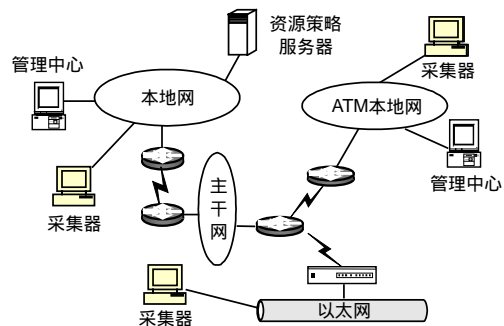 资源策略
服务器
管理中心
本地网
采集器
ATM本地网
采集器
管理中心
主
干
网
采集器
以太网